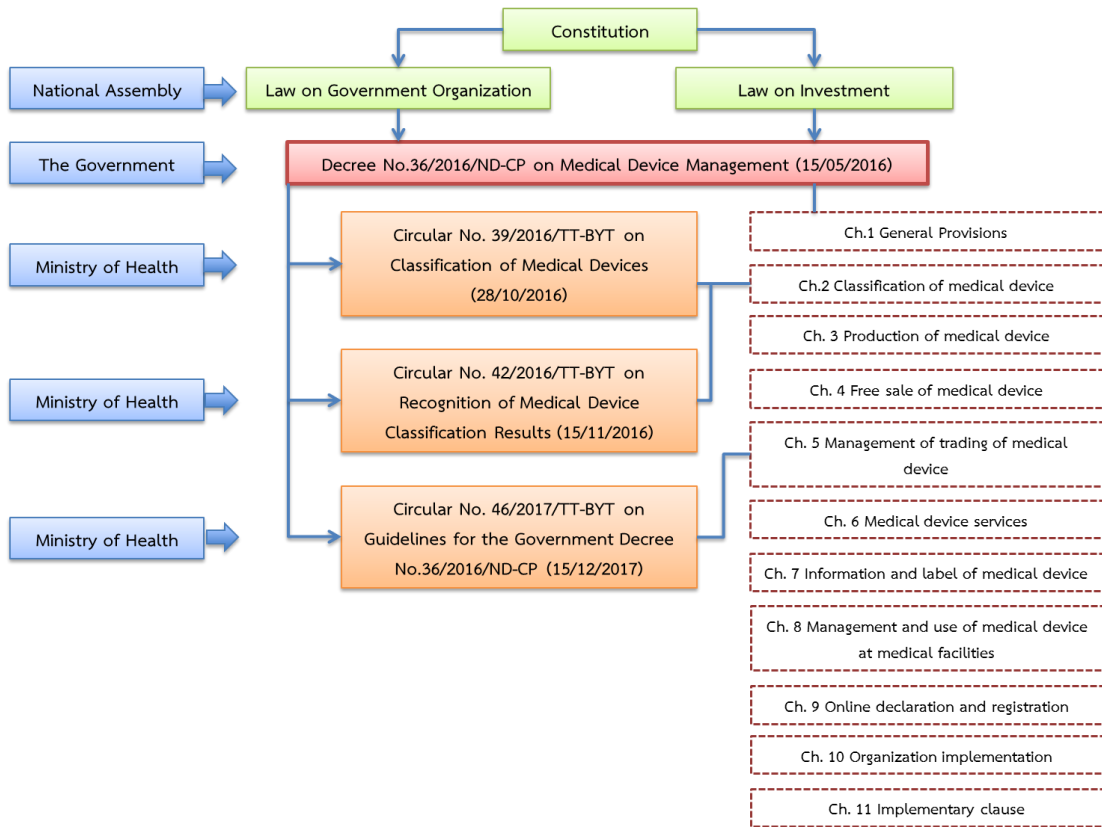 Constitution
National Assembly
Law on Government Organization
Law on Investment
The Government
Decree No.36/2016/ND-CP on Medical Device Management (15/05/2016)
Ministry of Health
Circular No. 39/2016/TT-BYT on
Classification of Medical Devices
(28/10/2016)
Ministry of Health
Circular No. 42/2016/TT-BYT on
Recognition of Medical Device
Classification Results (15/11/2016)
Ministry of Health
Circular No. 46/2017/TT-BYT on
Guidelines for the Government Decree
No.36/2016/ND-CP (15/12/2017)
Ch.1 General Provisions
Ch.2 Classification of medical device
Ch. 3 Production of medical device
Ch. 4 Free sale of medical device
Ch. 5 Management of trading of medical
device
Ch. 6 Medical device services
Ch. 7 Information and label of medical device
Ch. 8 Management and use of medical device
at medical facilities
Ch. 9 Online declaration and registration
Ch. 10 Organization implementation
Ch. 11 Implementary clause